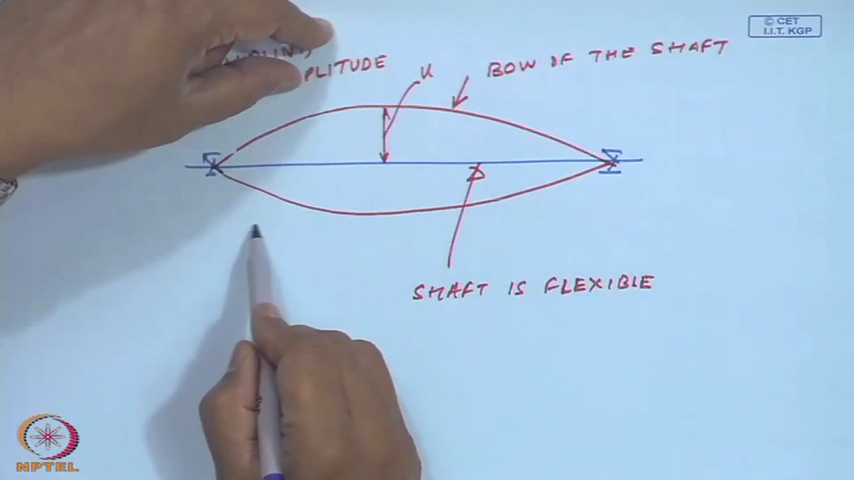 © CET
I.I.T. KGP
PLITUDE
u
BOW OF THE SHAFT
SHAFT IS FLEXIBLE
NPTEL